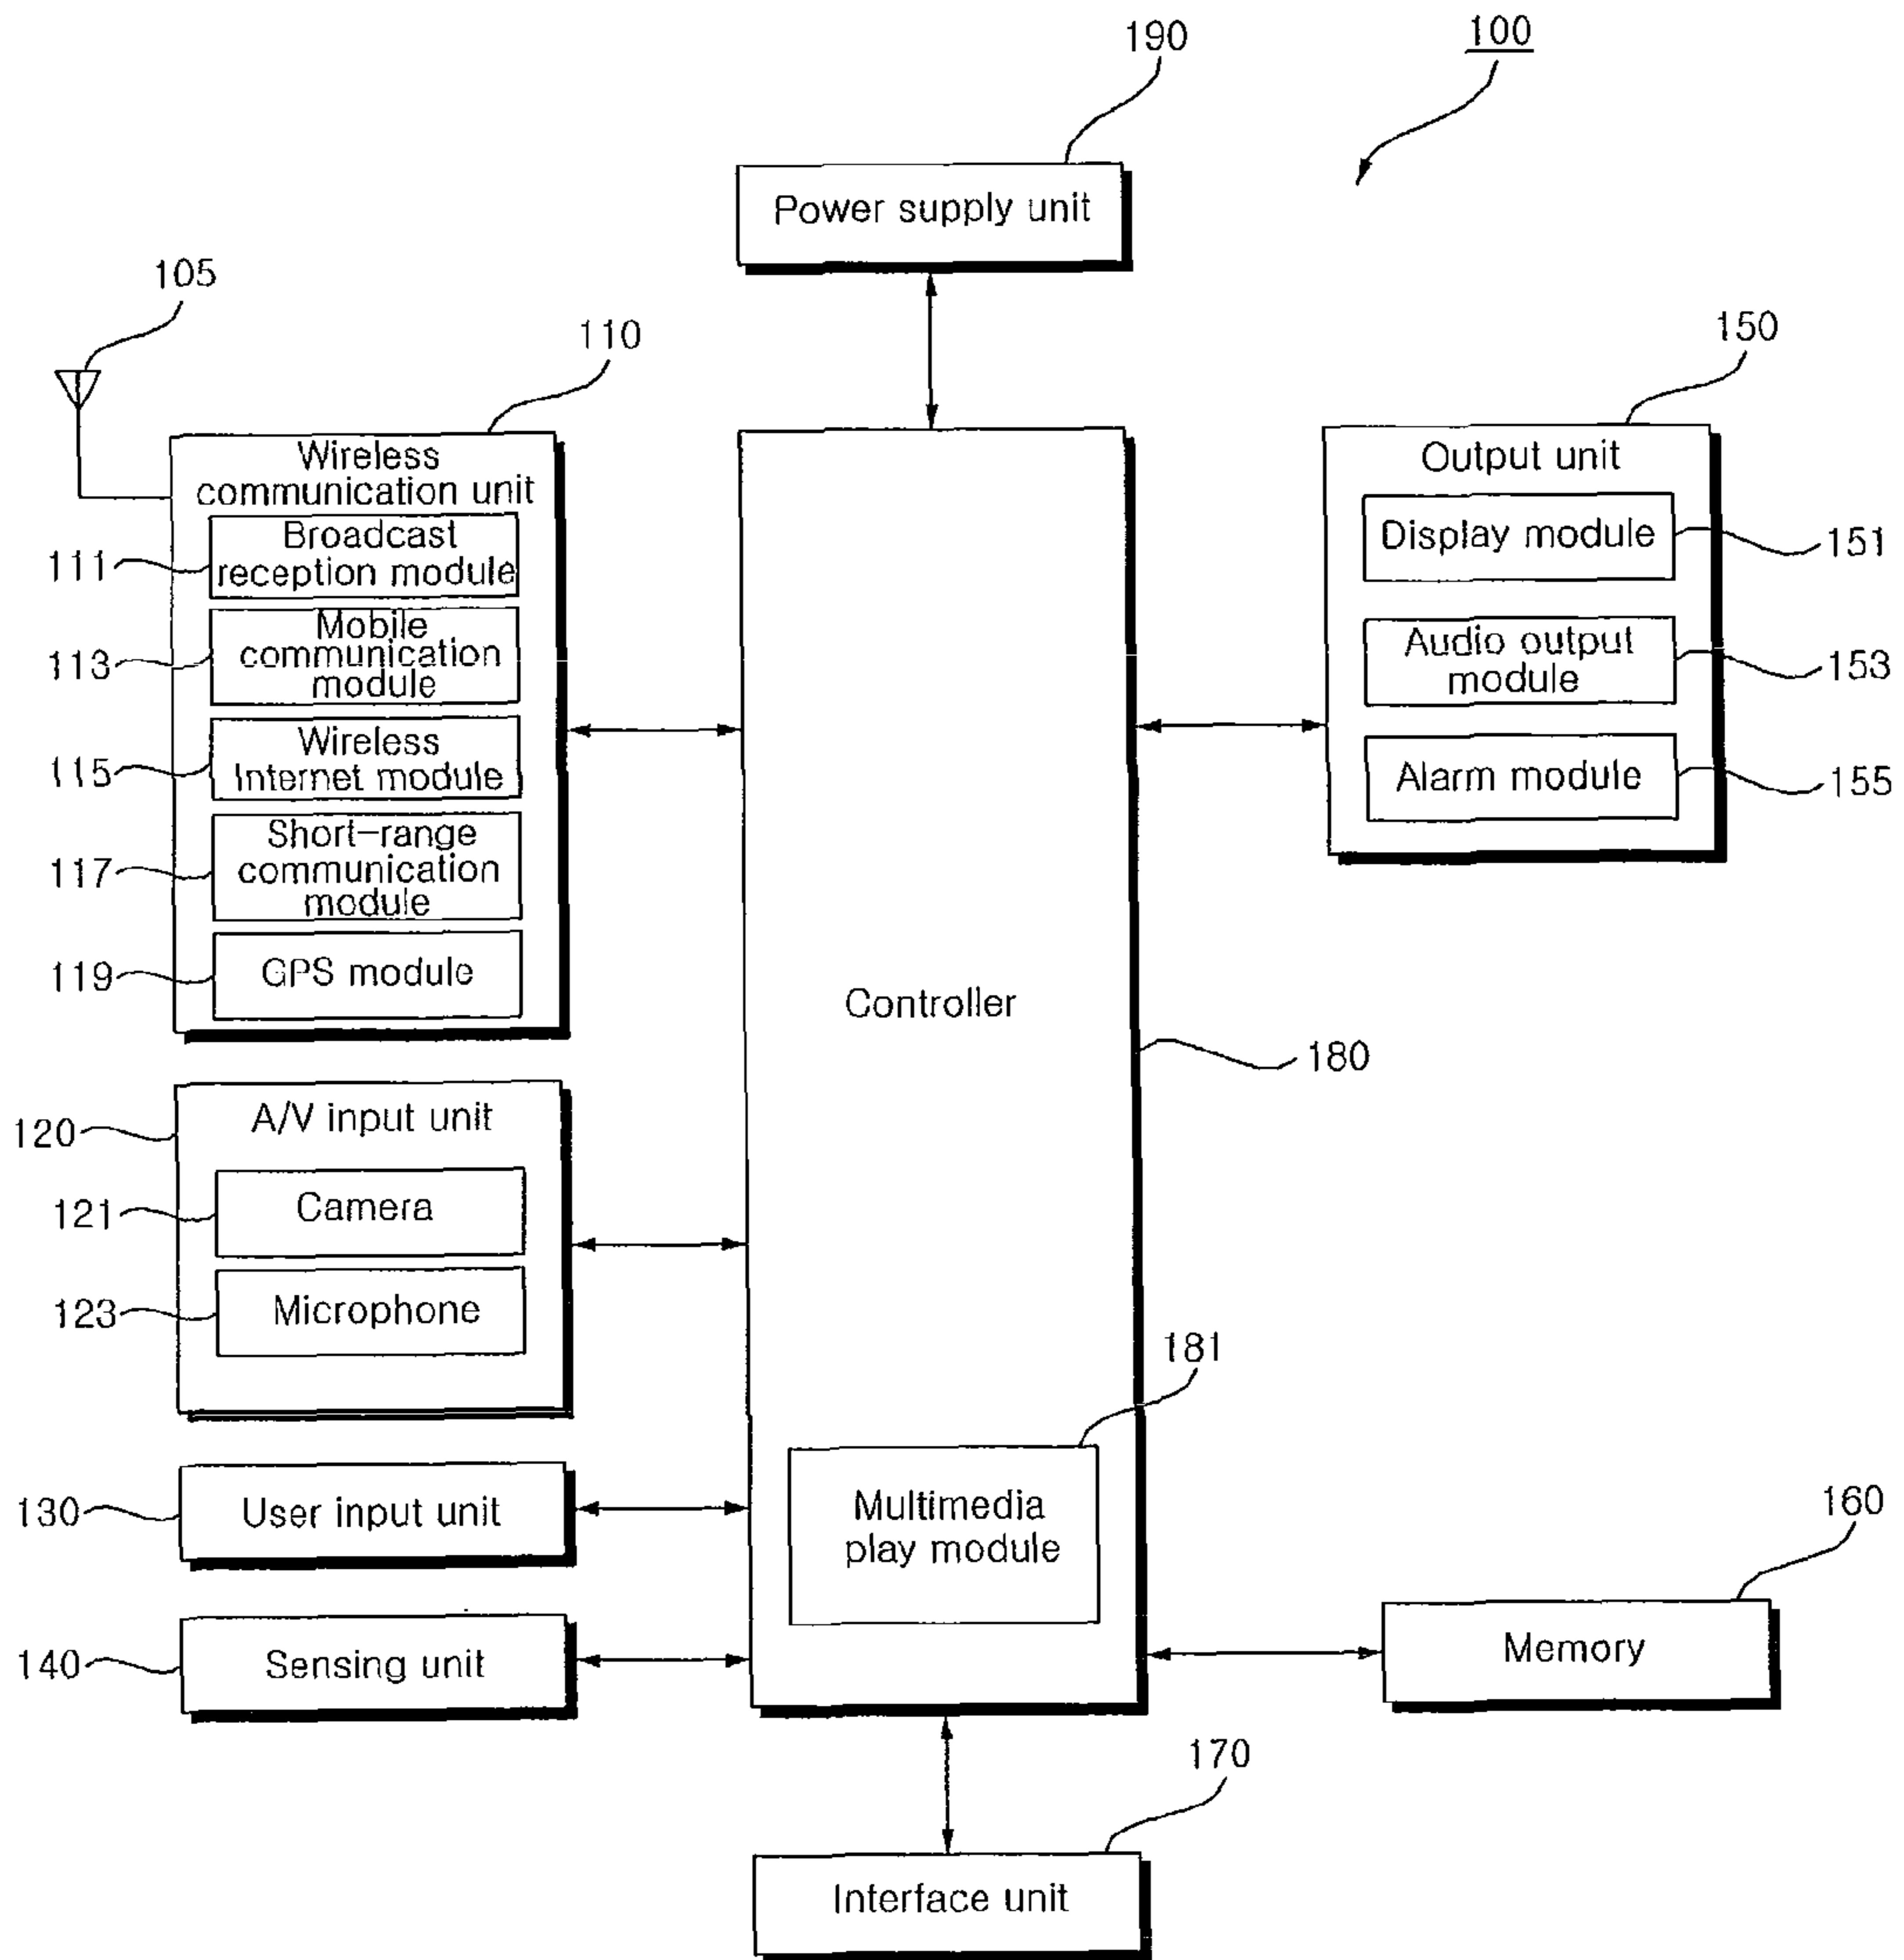 100
190
Power supply unit
105
110
150
Wireless
communication unit
Output unit
111
Broadcast
reception module
Display module
151
113
Mobile
communication
module
Audio output
module
153
115
Wireless
Internet module
Alarm module
155
117
Short-range
communication
module
119
GPS module
Controller
180
120
A/V input unit
121
Camera
123
Microphone
181
Multimedia
play module
130
User input unit
160
Memory
140
Sensing unit
170
Interface unit